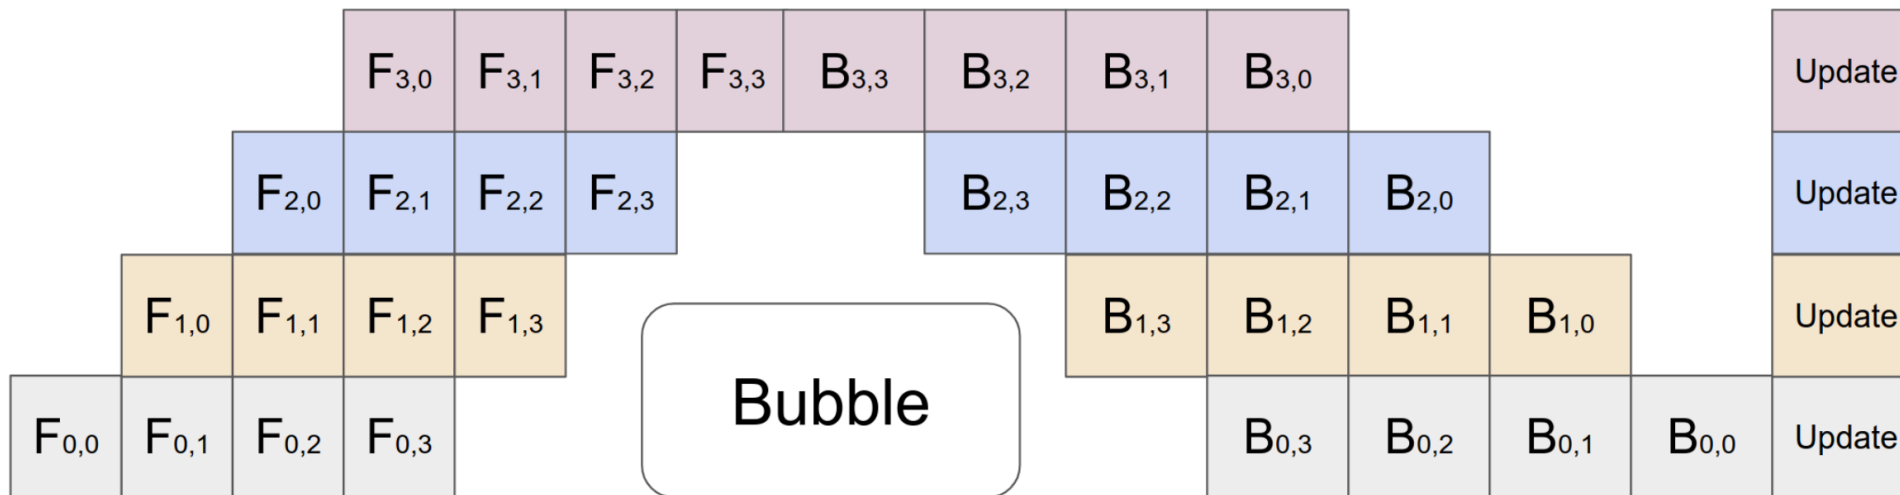 F3,0 F3,1 F3,2 F3,3 B3,3 B3,2 B3,1 B3,0 Update
F2,0 F2,1 F2,2 F2,3 B2,3 B2,2 B2,1 B2,0 Update
F1,0 F1,1 F1,2 F1,3 B1,3 B1,2 B1,1 B1,0 Update
Bubble
F0,0 F0,1 F0,2 F0,3 B0,3 B0,2 B0,1 B0,0 Update